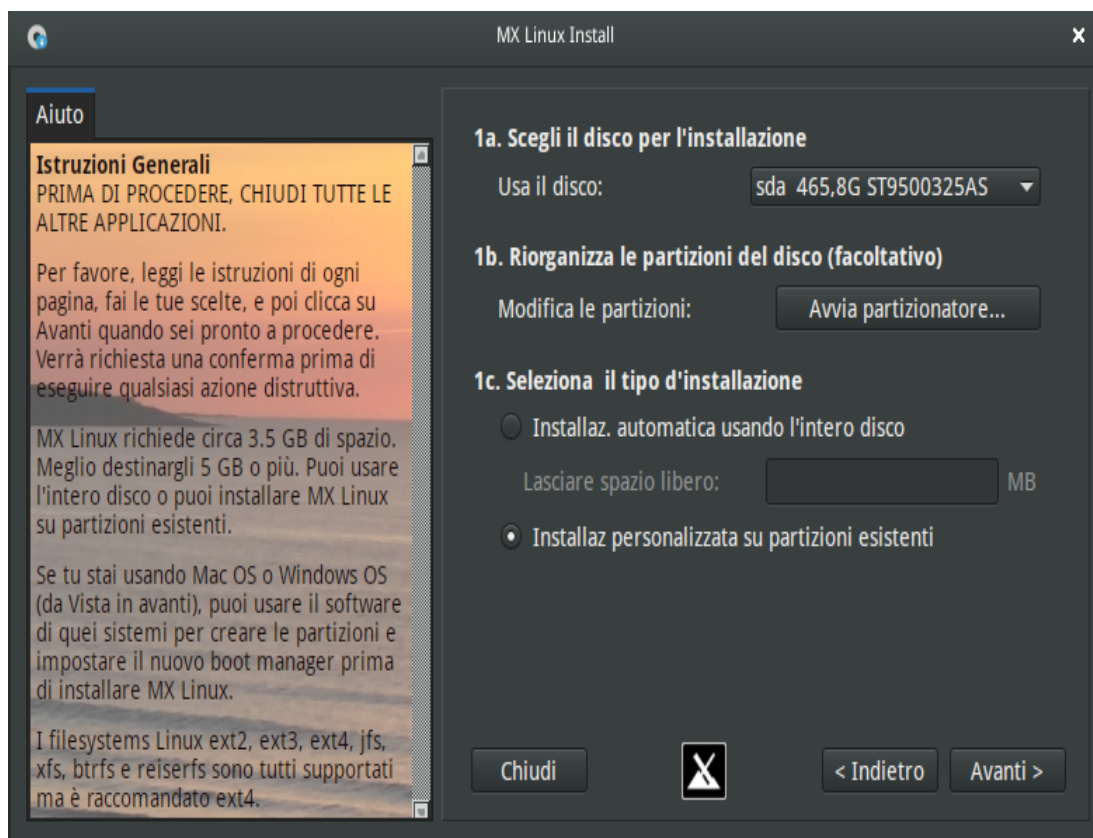 MX Linux Install
Aiuto
Istruzioni Generali
PRIMA DI PROCEDERE, CHIUDI TUTTE LE
ALTRE APPLICAZIONI.
Per favore, leggi le istruzioni di ogni
pagina, fai le tue scelte, e poi clicca su
Avanti quando sei pronto a procedere.
Verrà richiesta una conferma prima di
eseguire qualsiasi azione distruttiva.
MX Linux richiede circa 3.5 GB di spazio.
Meglio destinargli 5 GB o più. Puoi usare
l'intero disco o puoi installare MX Linux
su partizioni esistenti.
Se tu stai usando Mac OS o Windows OS
(da Vista in avanti), puoi usare il software
di quei sistemi per creare le partizioni e
impostare il nuovo boot manager prima
di installare MX Linux.
I filesystems Linux ext2, ext3, ext4, jfs,
xfs, btrfs e reiserfs sono tutti supportati
ma è raccomandato ext4.
1a. Scegli il disco per l'installazione
Usa il disco: sda 465,8G ST9500325AS
1b. Riorganizza le partizioni del disco (facoltativo)
Modifica le partizioni: Avvia partizionatore...
1c. Seleziona il tipo d'installazione
Installaz. automatica usando l'intero disco
Lasciare spazio libero: MB
Installaz personalizzata su partizioni esistenti
Chiudi < Indietro Avanti >